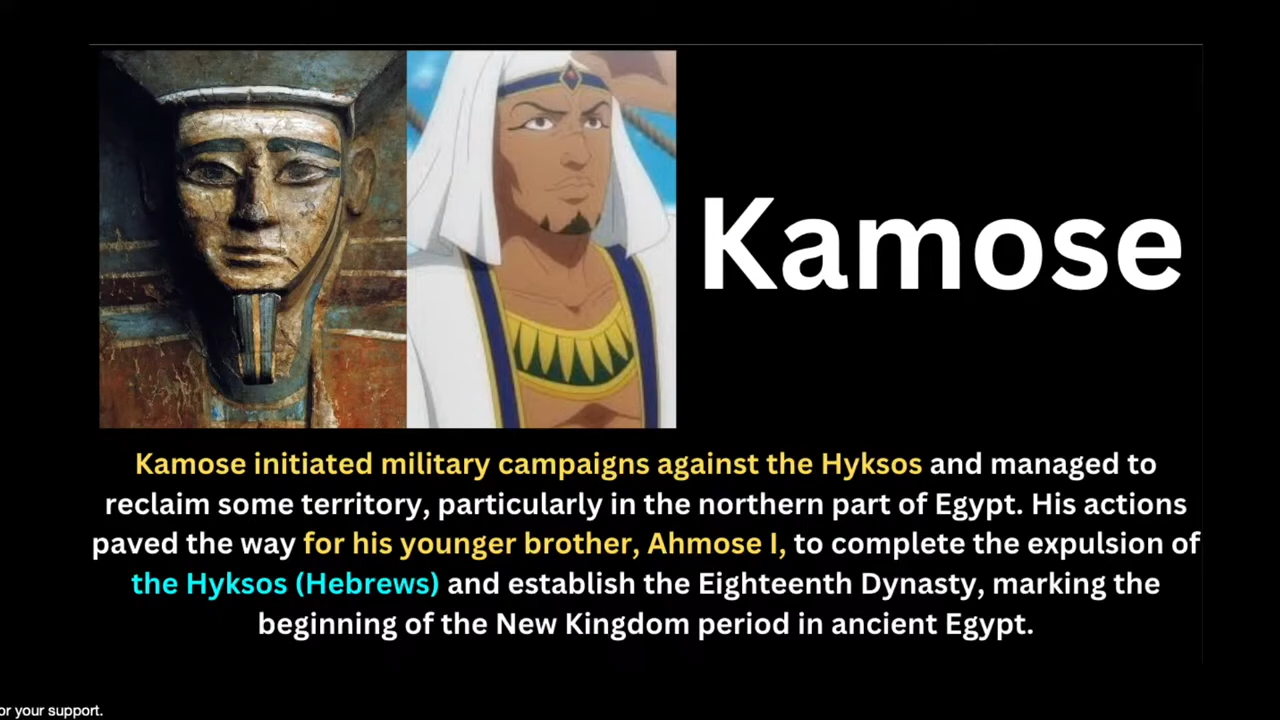 Kamose
Kamose initiated military campaigns against the Hyksos and managed to
reclaim some territory, particularly in the northern part of Egypt. His actions
paved the way for his younger brother, Ahmose I, to complete the expulsion of
the Hyksos (Hebrews) and establish the Eighteenth Dynasty, marking the
beginning of the New Kingdom period in ancient Egypt.
or your support.